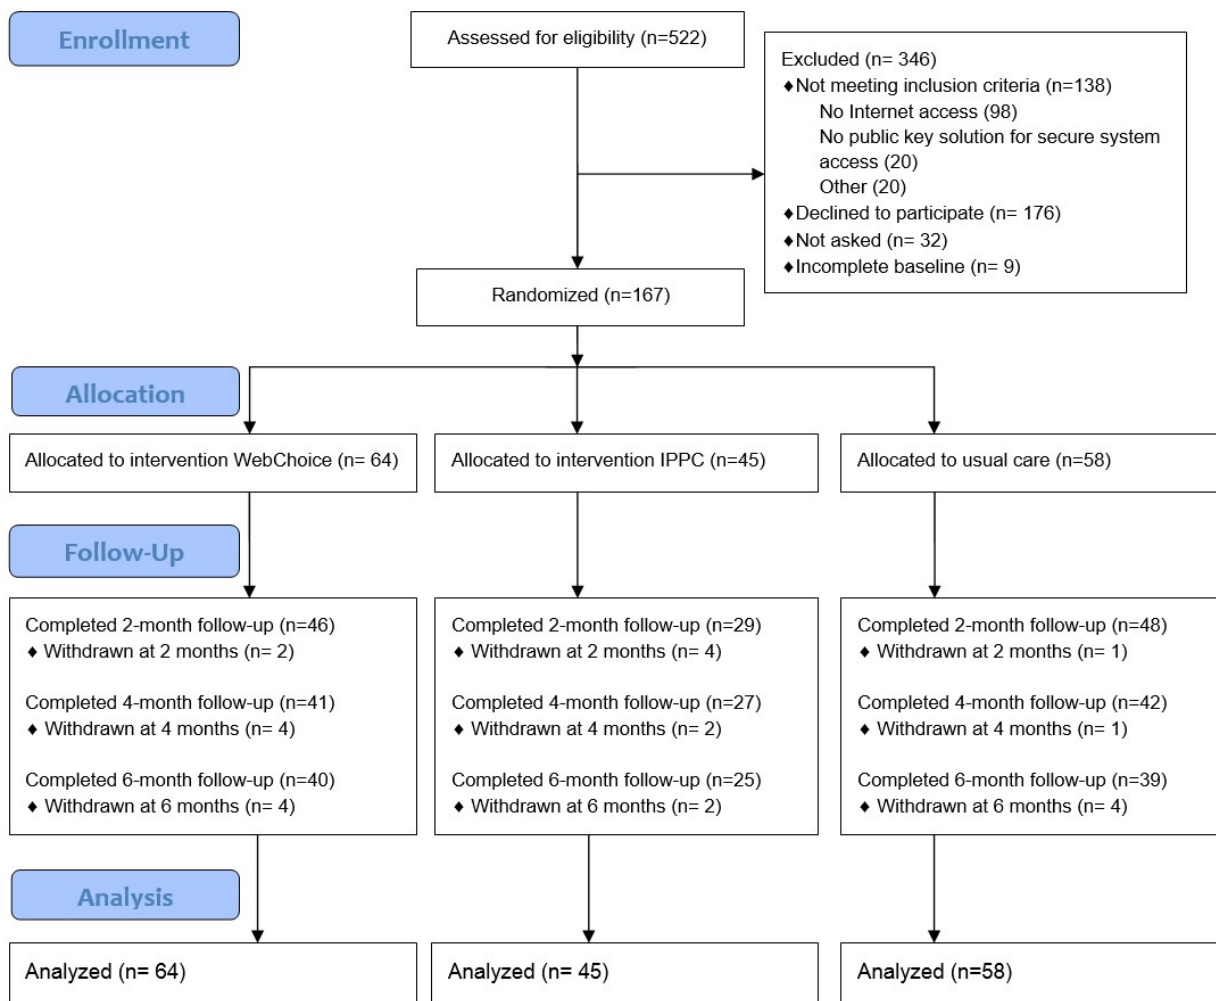 Enrollment
Assessed for eligibility (n=522)
Excluded (n= 346)
♦Not meeting inclusion criteria (n=138)
No Internet access (98)
No public key solution for secure system
access (20)
Other (20)
♦Declined to participate (n= 176)
♦Not asked (n= 32)
♦Incomplete baseline (n= 9)
Randomized (n=167)
Allocation
Allocated to intervention WebChoice (n= 64)
Allocated to intervention IPPC (n=45)
Allocated to usual care (n=58)
Follow-Up
Completed 2-month follow-up (n=46)
♦ Withdrawn at 2 months (n= 2)
Completed 4-month follow-up (n=41)
♦ Withdrawn at 4 months (n= 4)
Completed 6-month follow-up (n=40)
♦ Withdrawn at 6 months (n= 4)
Completed 2-month follow-up (n=29)
♦ Withdrawn at 2 months (n= 4)
Completed 4-month follow-up (n=27)
♦ Withdrawn at 4 months (n= 2)
Completed 6-month follow-up (n=25)
♦ Withdrawn at 6 months (n= 2)
Completed 2-month follow-up (n=48)
♦ Withdrawn at 2 months (n= 1)
Completed 4-month follow-up (n=42)
♦ Withdrawn at 4 months (n= 1)
Completed 6-month follow-up (n=39)
♦ Withdrawn at 6 months (n= 4)
Analysis
Analyzed (n= 64)
Analyzed (n= 45)
Analyzed (n=58)